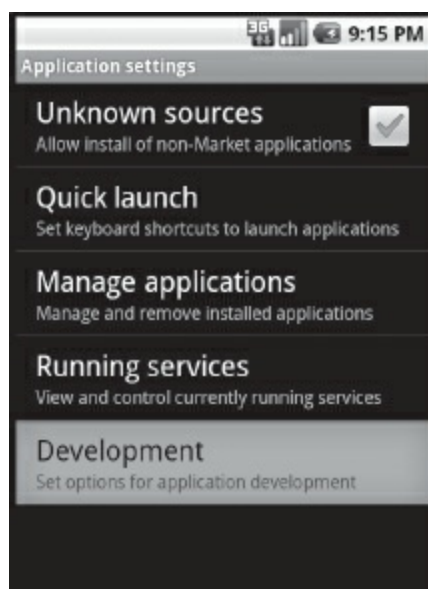 3G
9:15 PM
Application settings
Unknown sources
Allow install of non-Market applications
Quick launch
Set keyboard shortcuts to launch applications
Manage applications
Manage and remove installed applications
Running services
View and control currently running services
Development
Set options for application development